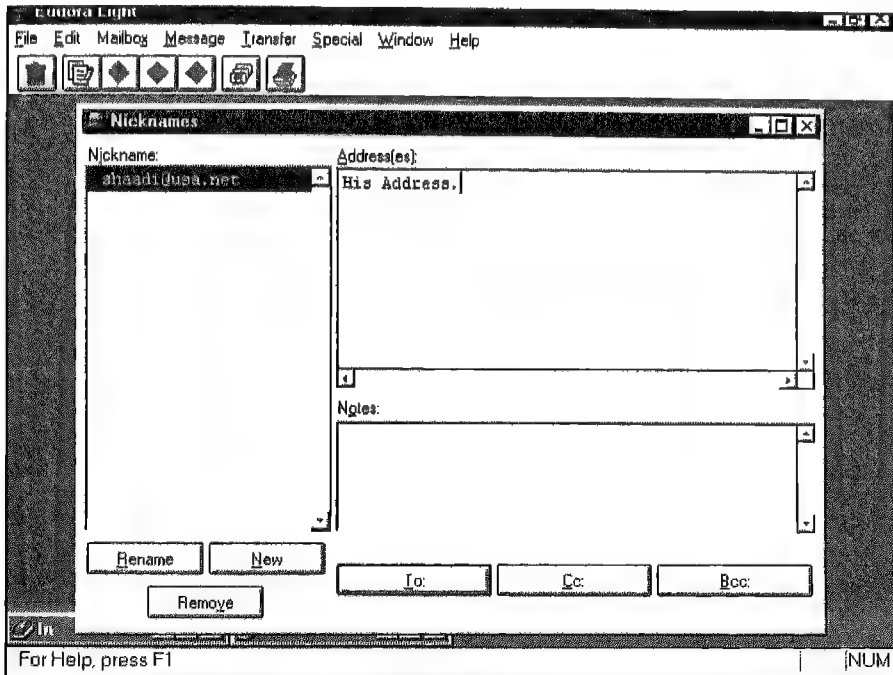 Eudora Light
File Edit Mailbox Message Transfer Special Window Help
Nicknames
Nickname:
Address(es):
shaadi@usa.net
His Address.
Notes:
Rename New
To: Cc: Bcc:
Remove
In
For Help, press F1
NUM